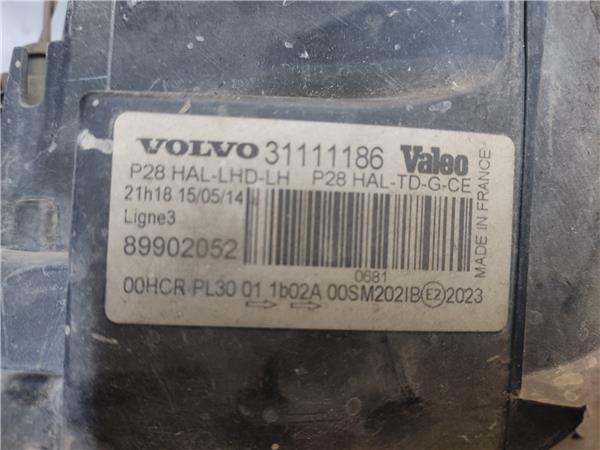 VOLVO 31111186 Valeo
P28 HAL-LHD-LH P28 HAL-TD-G-CE
21h18 15/05/14
Ligne3
89902052
0681
00HCR PL30 01 1b02A 00SM202IB E2 2023
MADE IN FRANCE